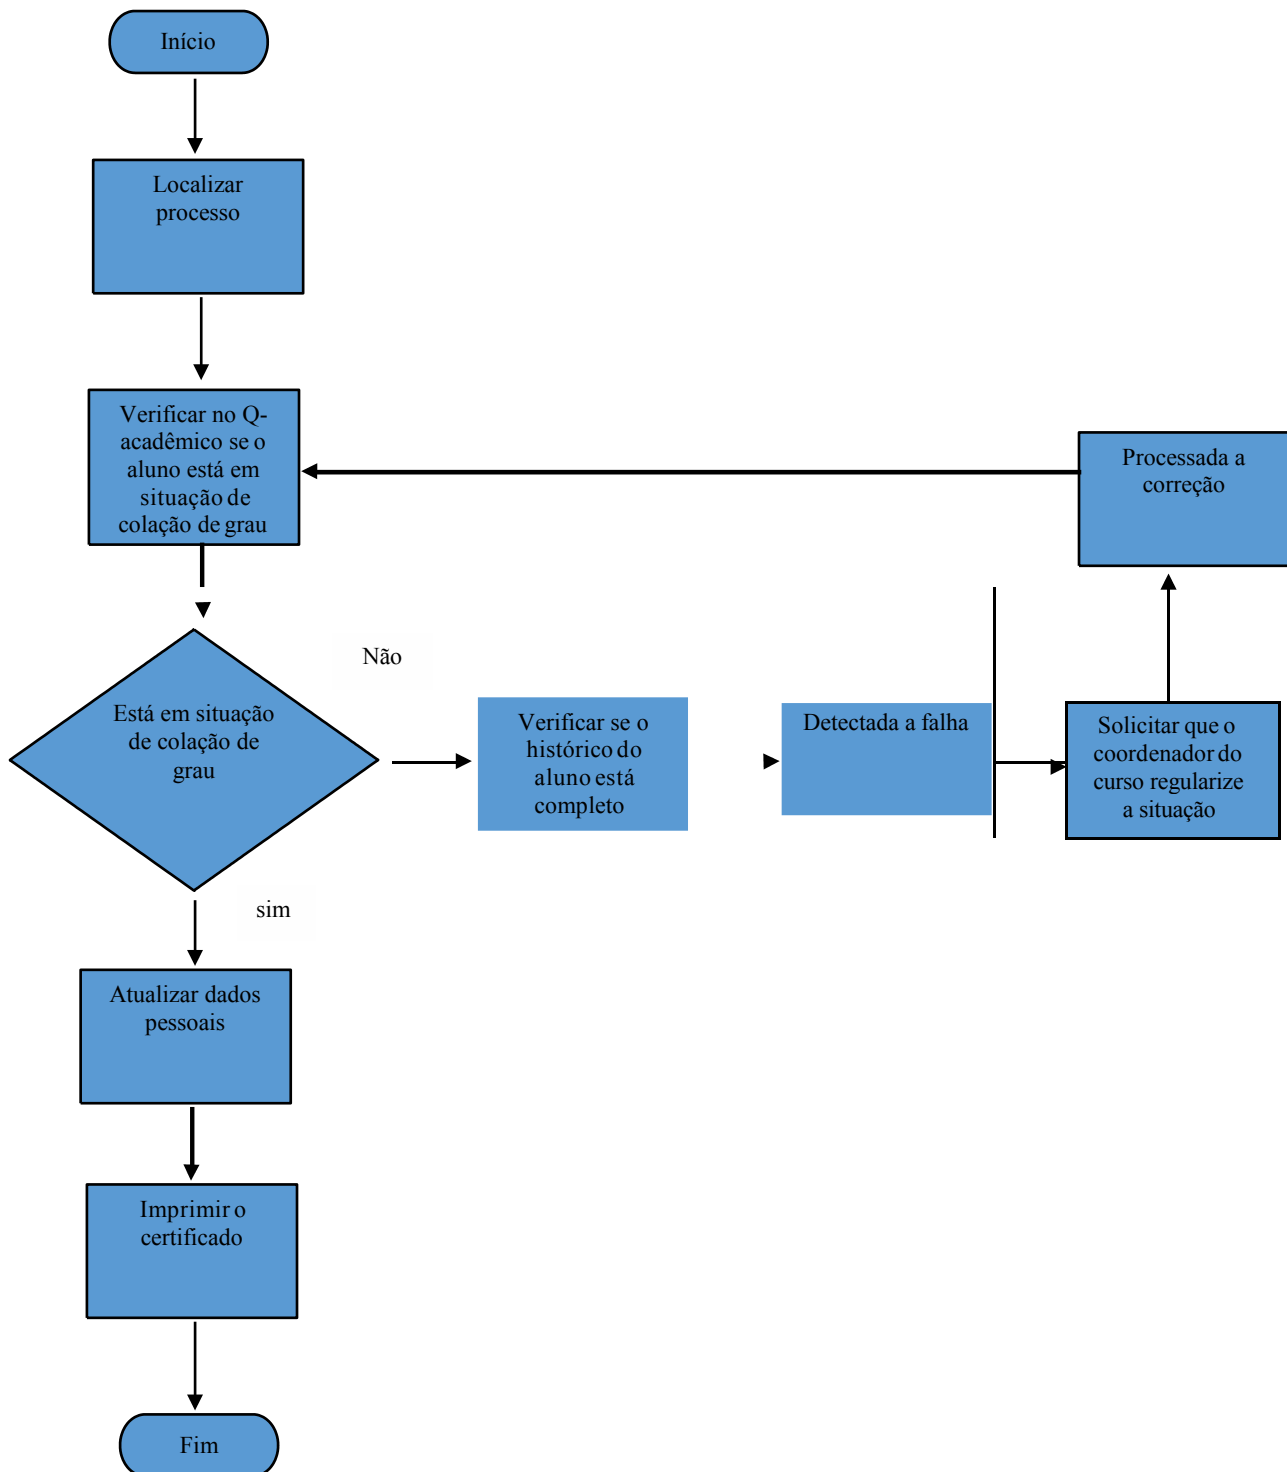 Início
Localizar
processo
Verificar no Q-
acadêmico se o
aluno está em
situação de
colação de grau
Processada a
correção
Não
Está em situação
de colação de
grau
Verificar se o
histórico do
aluno está
completo
Detectada a falha
Solicitar que o
coordenador do
curso regularize
a situação
sim
Atualizar dados
pessoais
Imprimir o
certificado
Fim